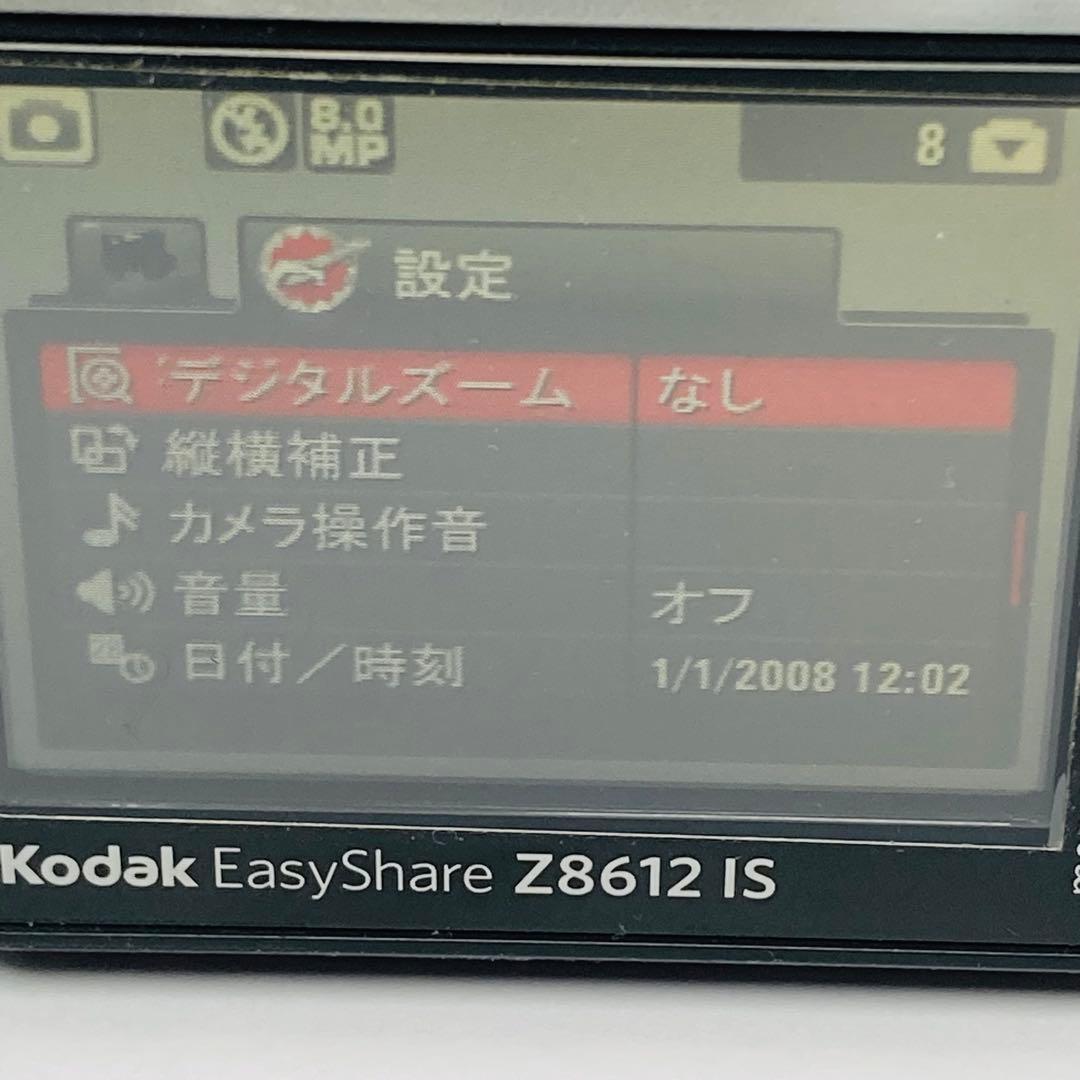 8.0
MP
8
設定
デジタルズーム なし
縦横補正
カメラ操作音
音量 オフ
日付／時刻 1/1/2008 12:02
Kodak EasyShare Z8612 IS